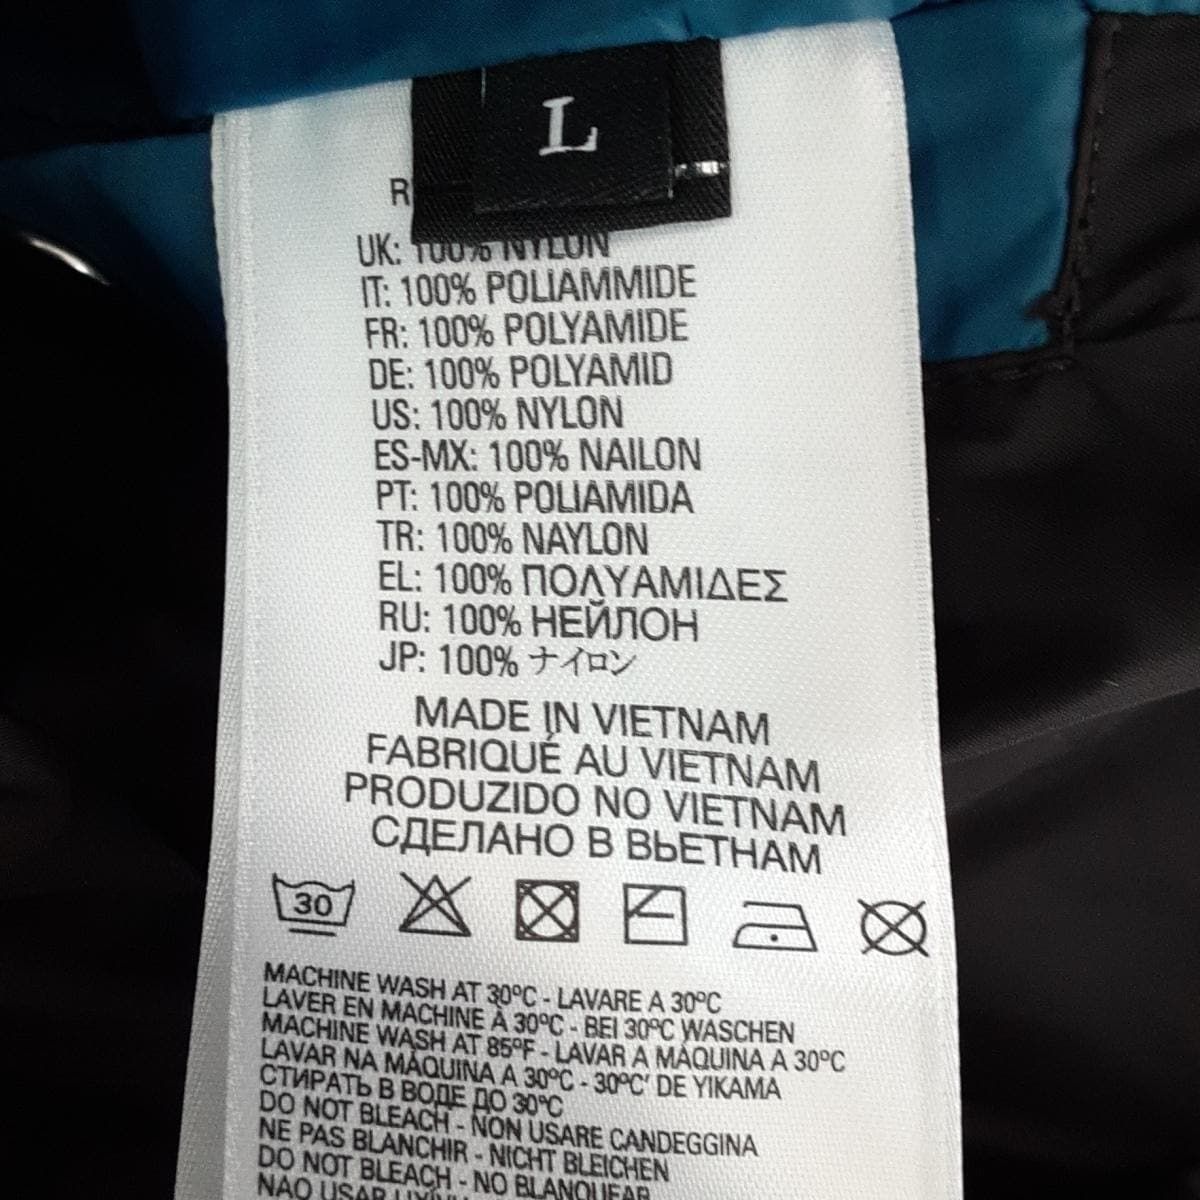 L
R
UK: 100% NYLON
IT: 100% POLIAMMIDE
FR: 100% POLYAMIDE
DE: 100% POLYAMID
US: 100% NYLON
ES-MX: 100% NAILON
PT: 100% POLIAMIDA
TR: 100% NAYLON
EL: 100% ΠΟΛΥΑΜΙΔΕΣ
RU: 100% НЕЙЛОН
JP: 100% ナイロン
MADE IN VIETNAM
FABRIQUÉ AU VIETNAM
PRODUZIDO NO VIETNAM
СДЕЛАНО В ВЬЕТНАМ
30
MACHINE WASH AT 30°C - LAVARE A 30°C
LAVER EN MACHINE À 30°C - BEI 30°C WASCHEN
MACHINE WASH AT 85°F - LAVAR A MÁQUINA A 30°C
LAVAR NA MÁQUINA A 30°C - 30°C' DE YIKAMA
СТИРАТЬ В ВОДЕ ДО 30°C
DO NOT BLEACH - NON USARE CANDEGGINA
NE PAS BLANCHIR - NICHT BLEICHEN
DO NOT BLEACH - NO BLANQUEAR
NAO USAR